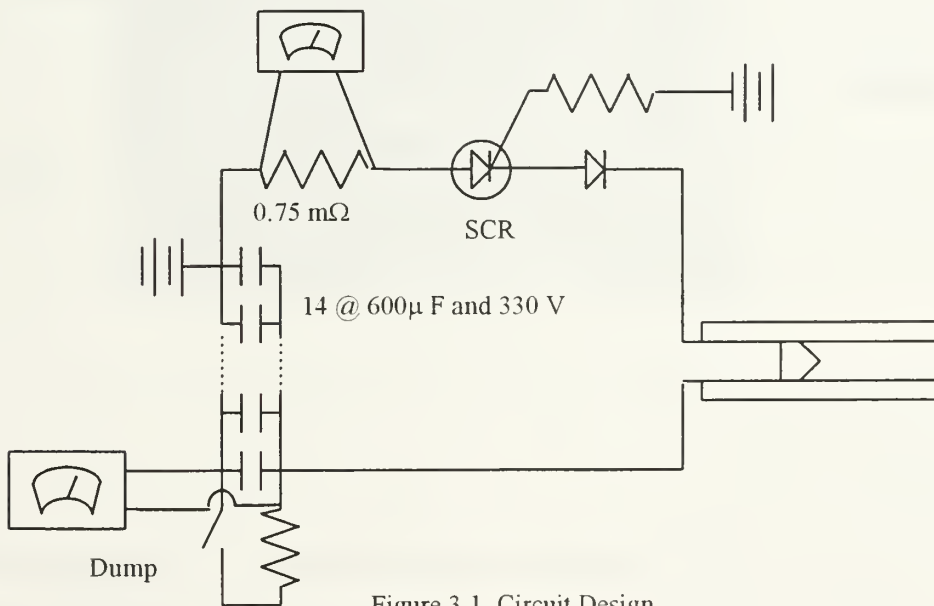 0.75 mΩ
SCR
14 @ 600μ F and 330 V
Dump
Figure 3.1. Circuit Design